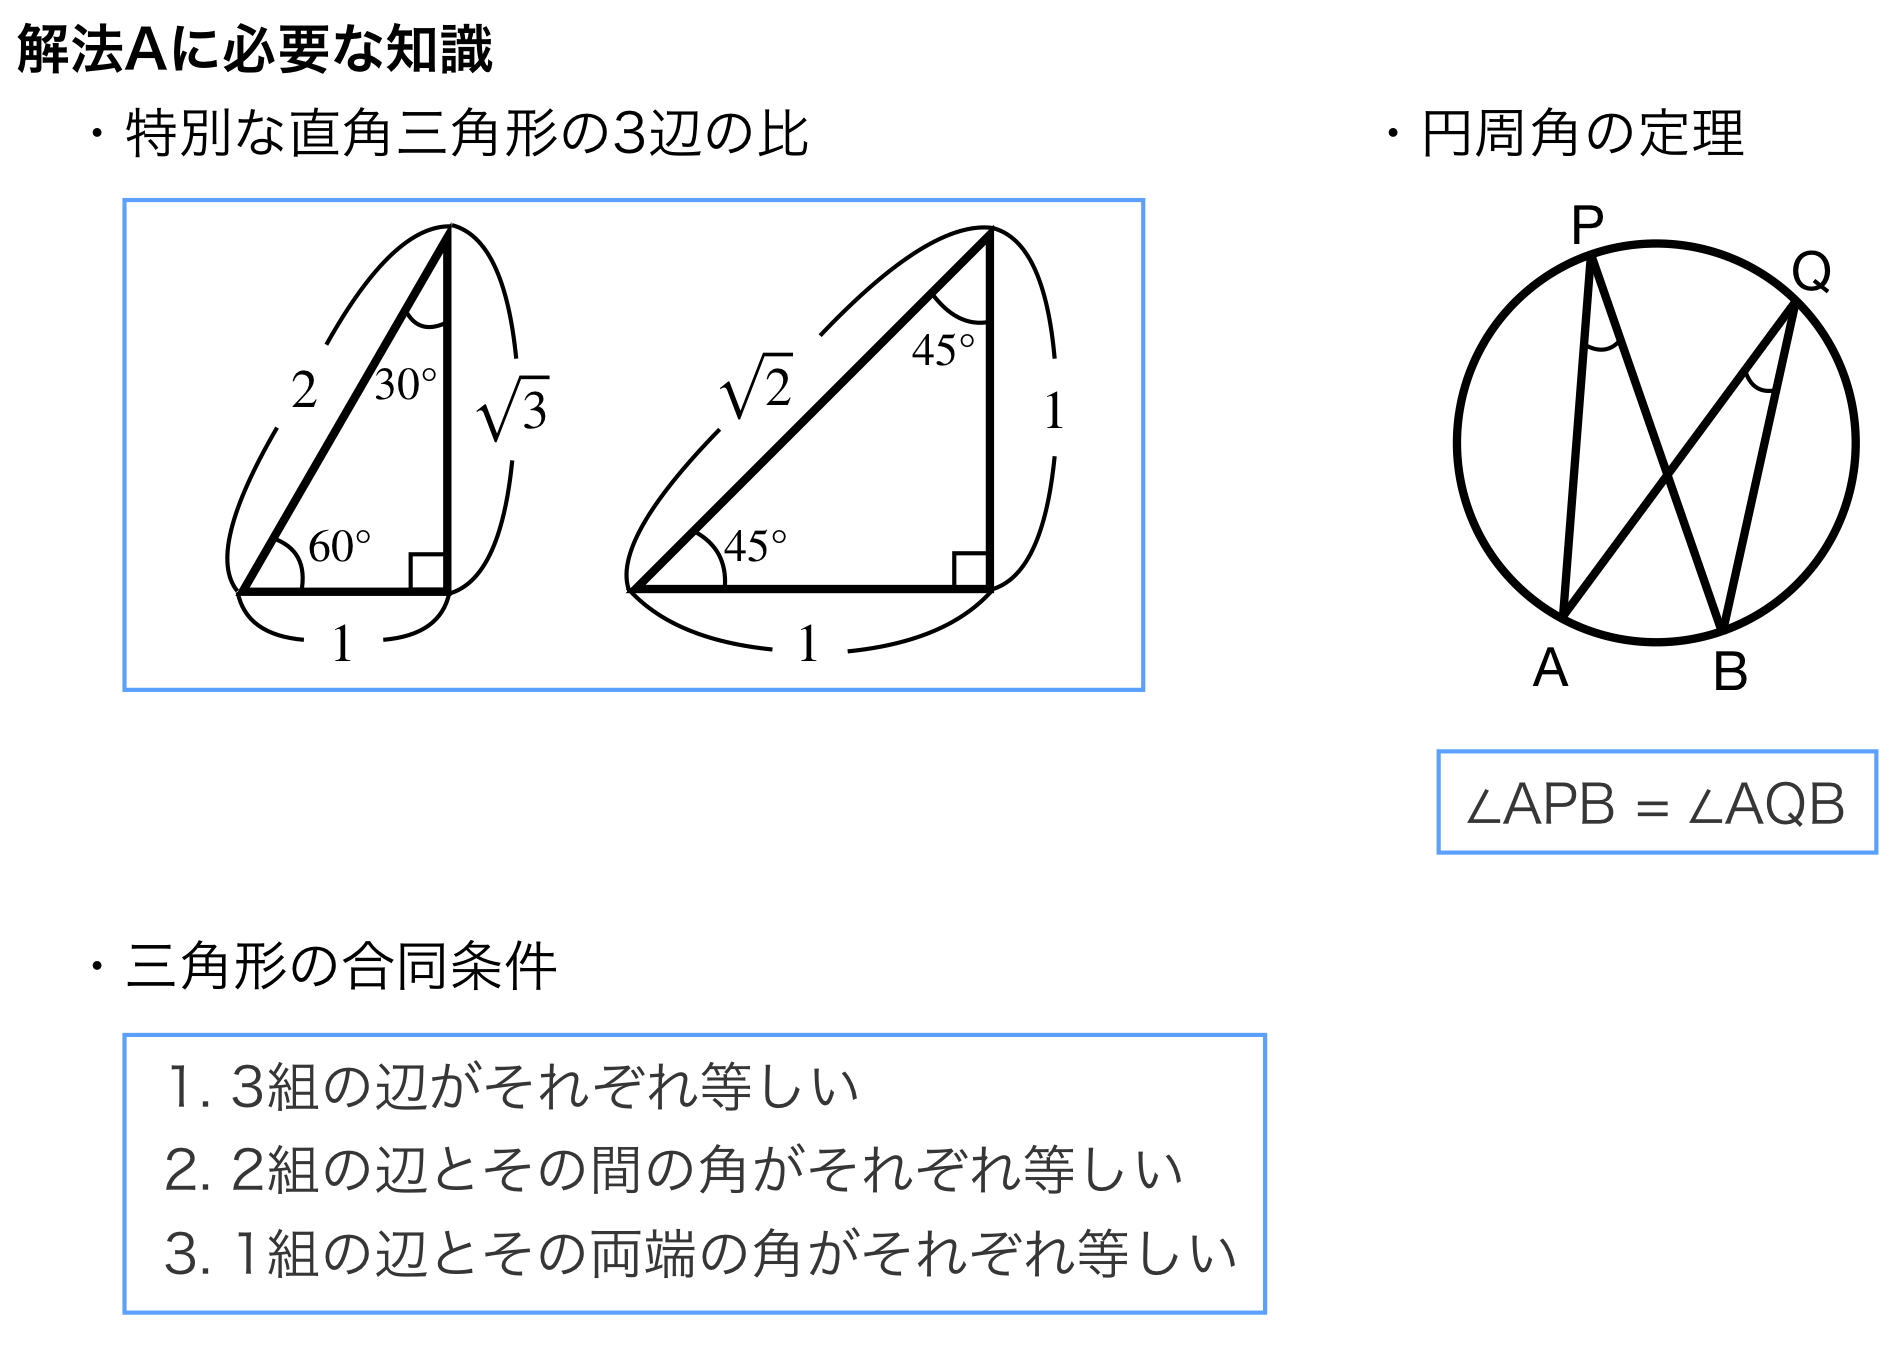 解法Aに必要な知識
・特別な直角三角形の3辺の比
2
30°
√3
60°
1
√2
45°
1
45°
1
・円周角の定理
P
Q
A
B
∠APB = ∠AQB
・三角形の合同条件
1. 3組の辺がそれぞれ等しい
2. 2組の辺とその間の角がそれぞれ等しい
3. 1組の辺とその両端の角がそれぞれ等しい